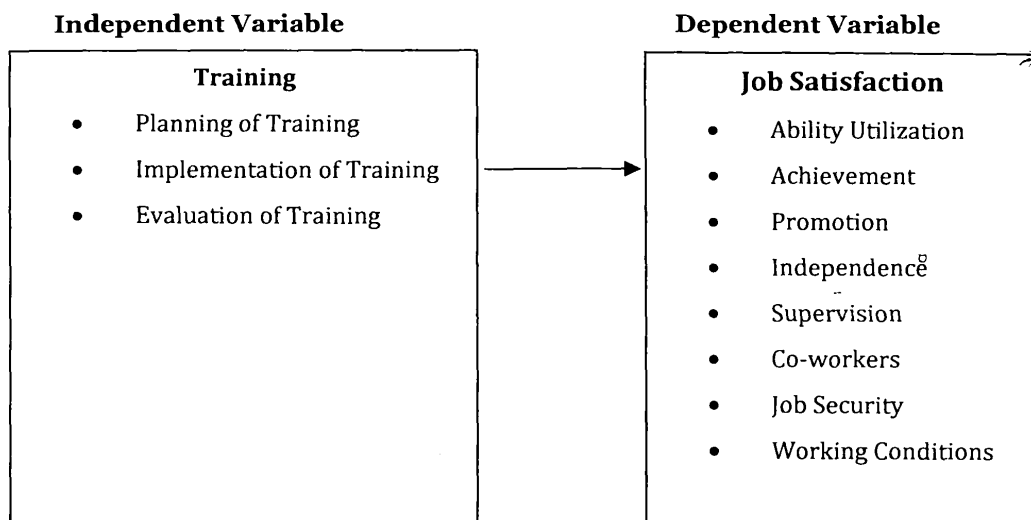 Independent Variable
Training
• Planning of Training
• Implementation of Training
• Evaluation of Training
Dependent Variable
Job Satisfaction
• Ability Utilization
• Achievement
• Promotion
• Independence
• Supervision
• Co-workers
• Job Security
• Working Conditions